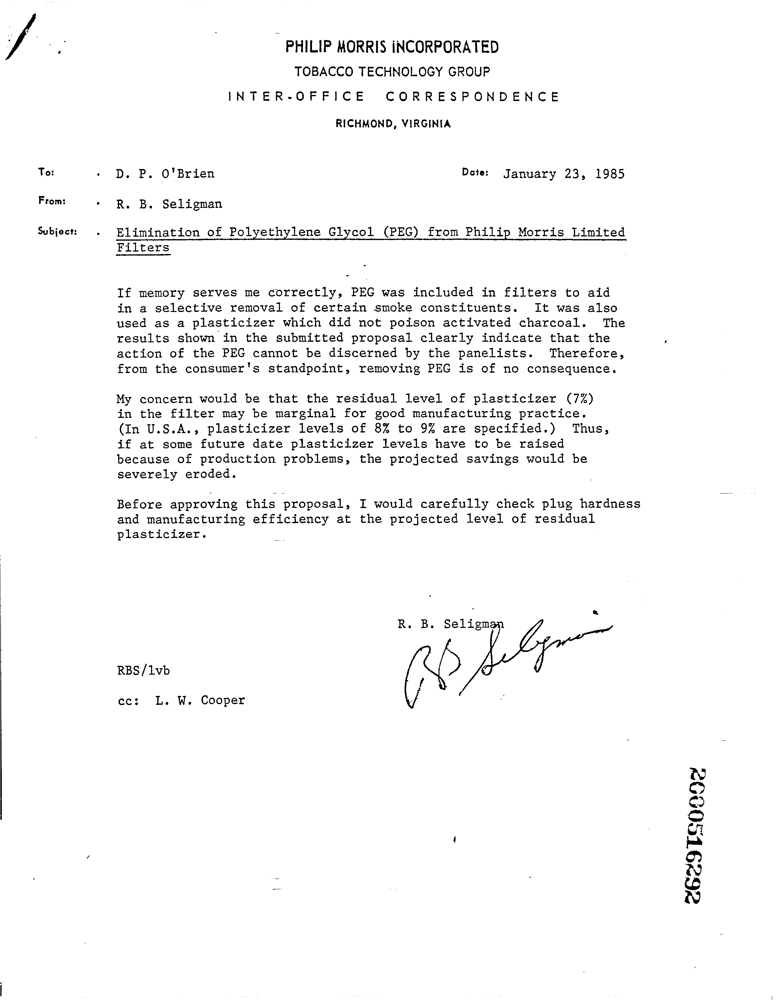 PHILIP MORRIS INCORPORATED
TOBACCO TECHNOLOGY GROUP
INTER-OFFICE CORRESPONDENCE
RICHMOND, VIRGINIA
To: . D. P. O'Brien Date: January 23, 1985
From: . R. B. Seligman
Subject: . Elimination of Polyethylene Glycol (PEG) from Philip Morris Limited
Filters
If memory serves me correctly, PEG was included in filters to aid
in a selective removal of certain smoke constituents. It was also
used as a plasticizer which did not poison activated charcoal. The
results shown in the submitted proposal clearly indicate that the
action of the PEG cannot be discerned by the panelists. Therefore,
from the consumer's standpoint, removing PEG is of no consequence.
My concern would be that the residual level of plasticizer (7%)
in the filter may be marginal for good manufacturing practice.
(In U.S.A., plasticizer levels of 8% to 9% are specified.) Thus,
if at some future date plasticizer levels have to be raised
because of production problems, the projected savings would be
severely eroded.
Before approving this proposal, I would carefully check plug hardness
and manufacturing efficiency at the projected level of residual
plasticizer.
R. B. Seligman
RB Seligman
RBS/lvb
cc: L. W. Cooper
2000516292